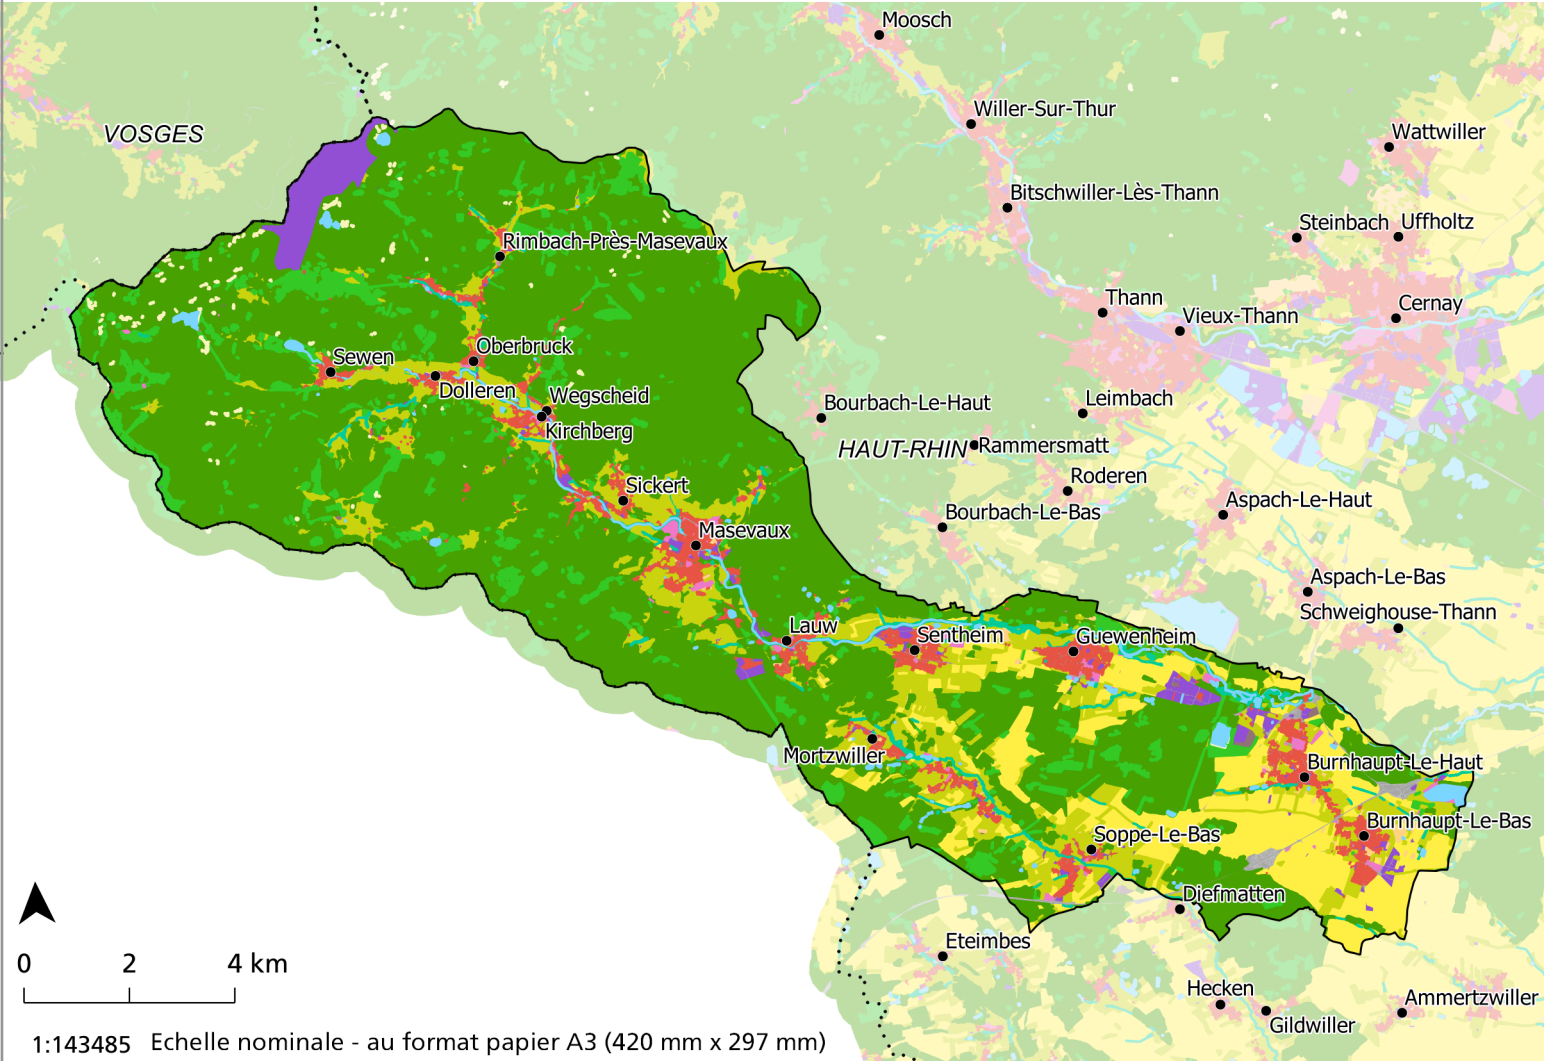 Moosch
Willer-Sur-Thur
VOSGES
Wattwiller
Bitschwiller-Lès-Thann
Steinbach
Uffholtz
Rimbach-Près-Masevaux
Thann
Cernay
Vieux-Thann
Oberbruck
Sewen
Dolleren
Wegscheid
Leimbach
Bourbach-Le-Haut
Kirchberg
HAUT-RHIN
Rammersmatt
Roderen
Sickert
Aspach-Le-Haut
Bourbach-Le-Bas
Masevaux
Aspach-Le-Bas
Schweighouse-Thann
Lauw
Sentheim
Guewenheim
Mortzwiller
Burnhaupt-Le-Haut
Burnhaupt-Le-Bas
Soppe-Le-Bas
Diefmatten
Eteimbes
0 2 4 km
Hecken
Ammertzwiller
Gildwiller
1:143485 Echelle nominale - au format papier A3 (420 mm x 297 mm)